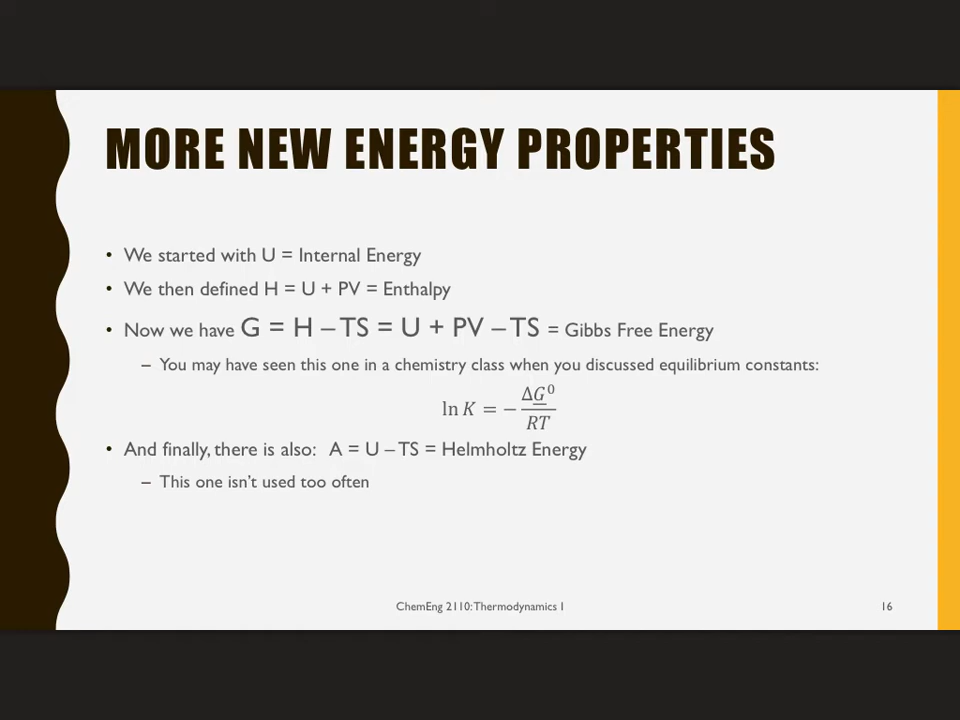 MORE NEW ENERGY PROPERTIES
• We started with U = Internal Energy
• We then defined H = U + PV = Enthalpy
• Now we have G = H – TS = U + PV – TS = Gibbs Free Energy
– You may have seen this one in a chemistry class when you discussed equilibrium constants:
ln K = − ΔG̲⁰ / RT
• And finally, there is also: A = U – TS = Helmholtz Energy
– This one isn't used too often
ChemEng 2110: Thermodynamics I
16